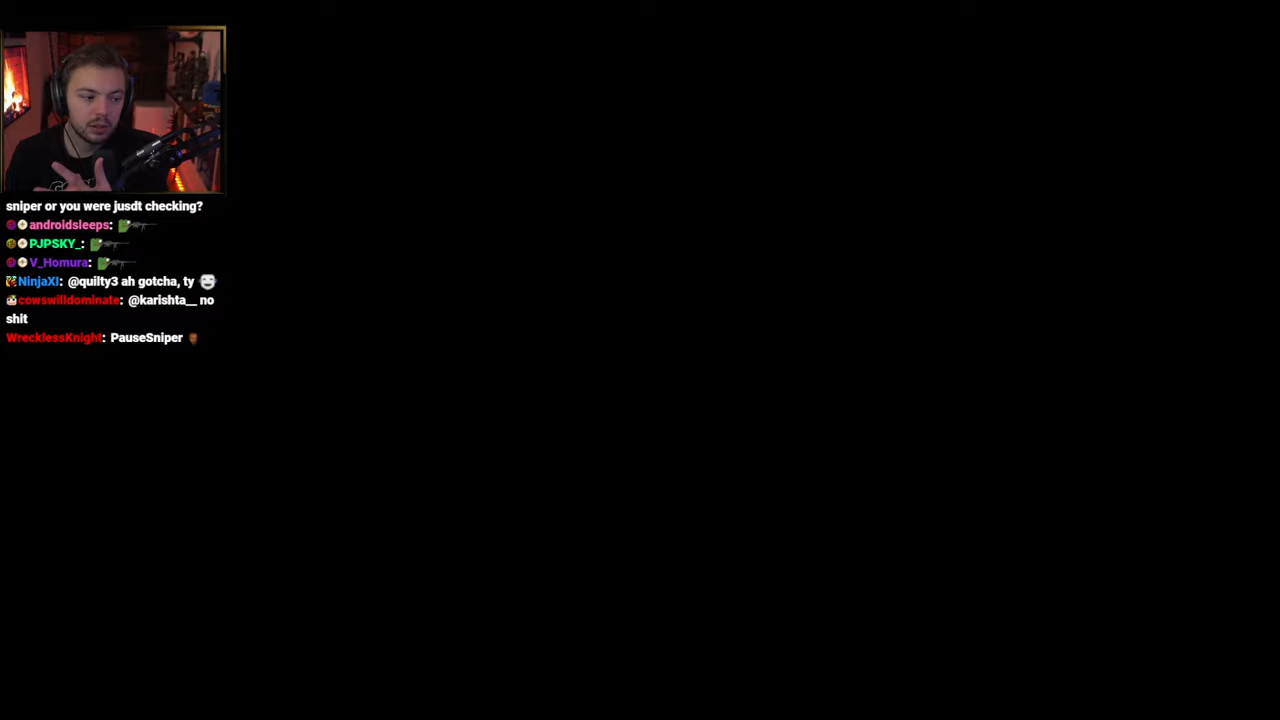 sniper or you were jusdt checking?
androidsleeps:
PJPSKY_:
V_Homura:
NinjaXI: @quilty3 ah gotcha, ty
cowswilldominate: @karishta__ no
shit
WrecklessKnight: PauseSniper